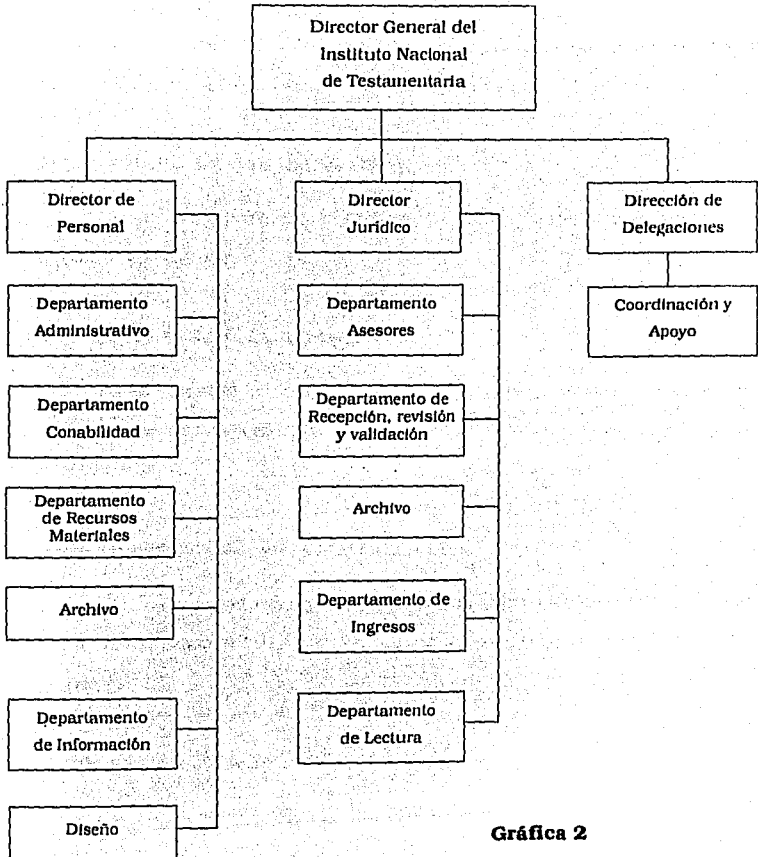 Director General del
Instituto Nacional
de Testamentaria
Director de
Personal
Departamento
Administrativo
Departamento
Conabilidad
Departamento
de Recursos
Materiales
Archivo
Departamento
de Información
Diseño
Director
Jurídico
Departamento
Asesores
Departamento de
Recepción, revisión
y validación
Archivo
Departamento de
Ingresos
Departamento
de Lectura
Dirección de
Delegaciones
Coordinación y
Apoyo
Gráfica 2